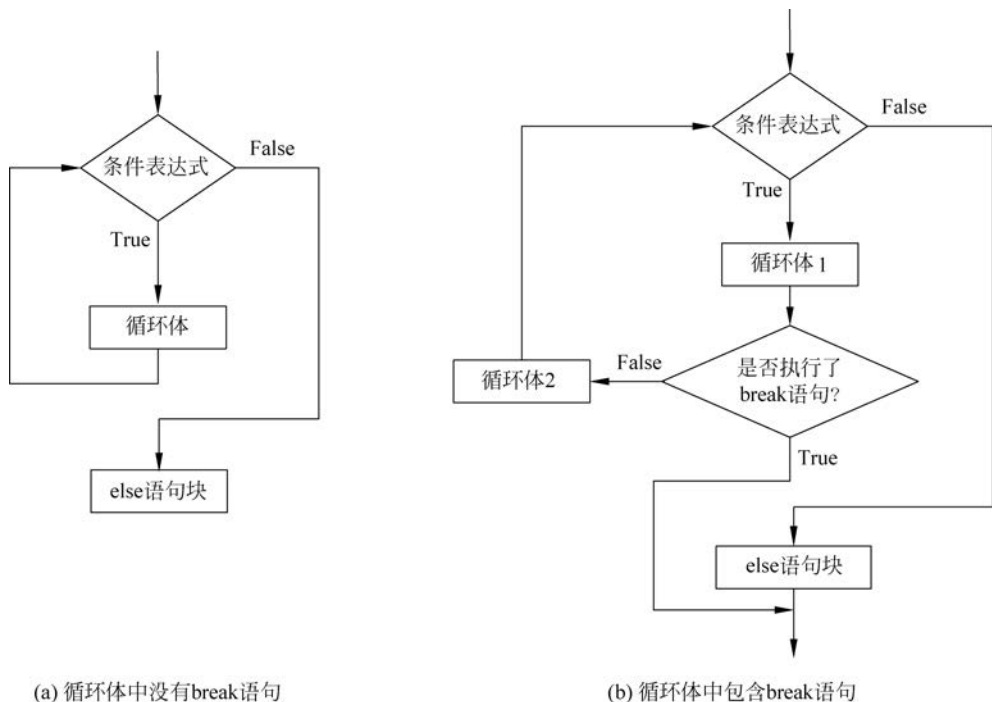 条件表达式
False
True
循环体
else语句块
(a) 循环体中没有break语句
条件表达式
False
True
循环体 1
是否执行了
break语句?
False
循环体2
True
else语句块
(b) 循环体中包含break语句